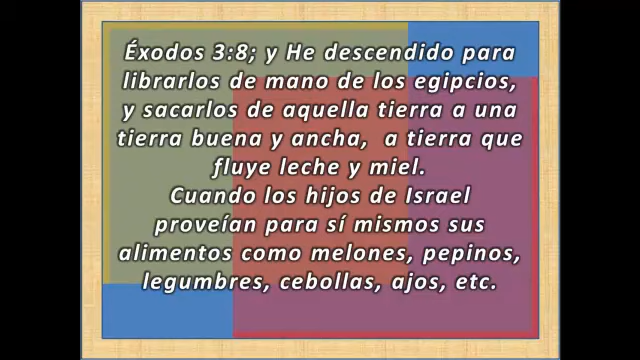 Éxodos 3:8; y He descendido para
librarlos de mano de los egipcios,
y sacarlos de aquella tierra a una
tierra buena y ancha,  a tierra que
fluye leche y miel.
Cuando los hijos de Israel
proveían para sí mismos sus
alimentos como melones, pepinos,
legumbres, cebollas, ajos, etc.